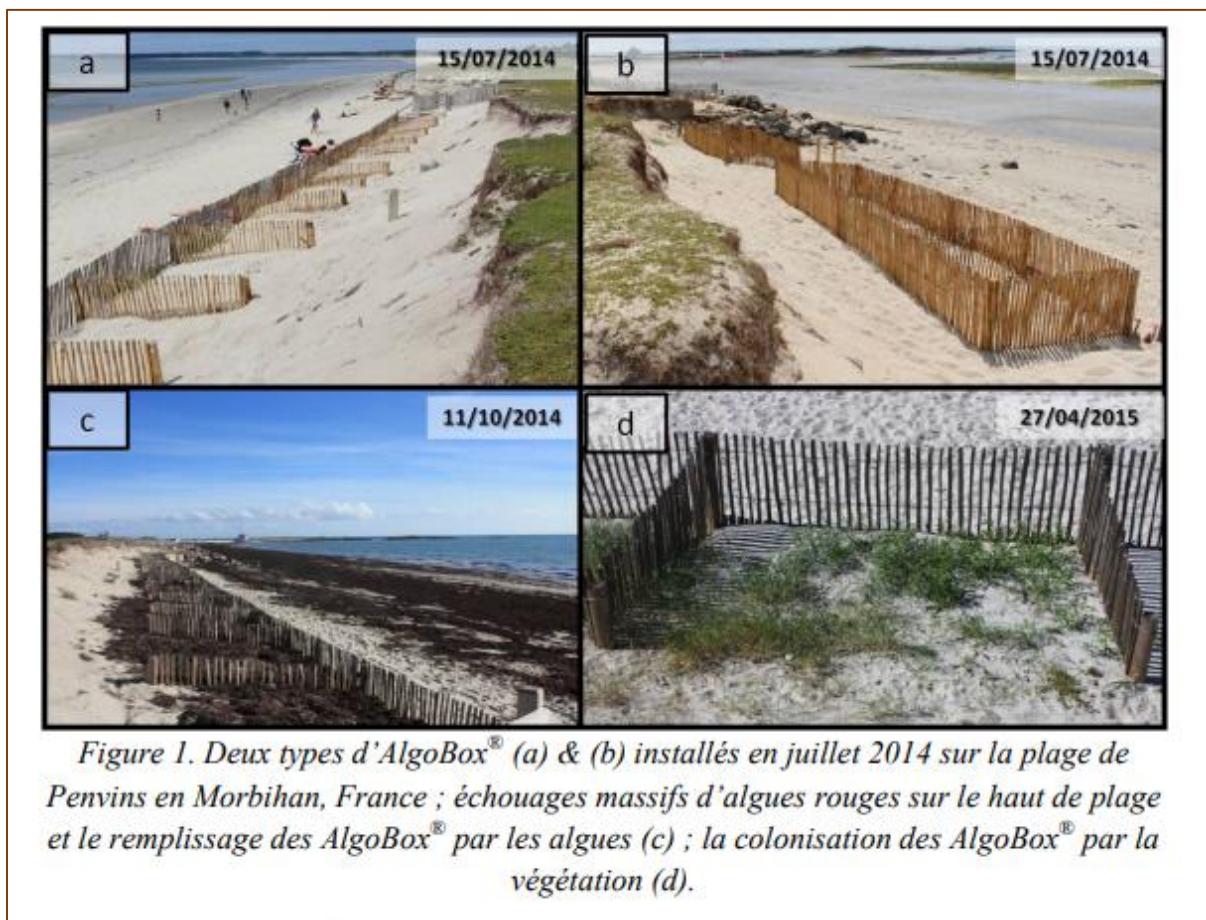 a
15/07/2014
b
15/07/2014
c
11/10/2014
d
27/04/2015
Figure 1. Deux types d'AlgoBox® (a) & (b) installés en juillet 2014 sur la plage de
Penvins en Morbihan, France ; échouages massifs d'algues rouges sur le haut de plage
et le remplissage des AlgoBox® par les algues (c) ; la colonisation des AlgoBox® par la
végétation (d).